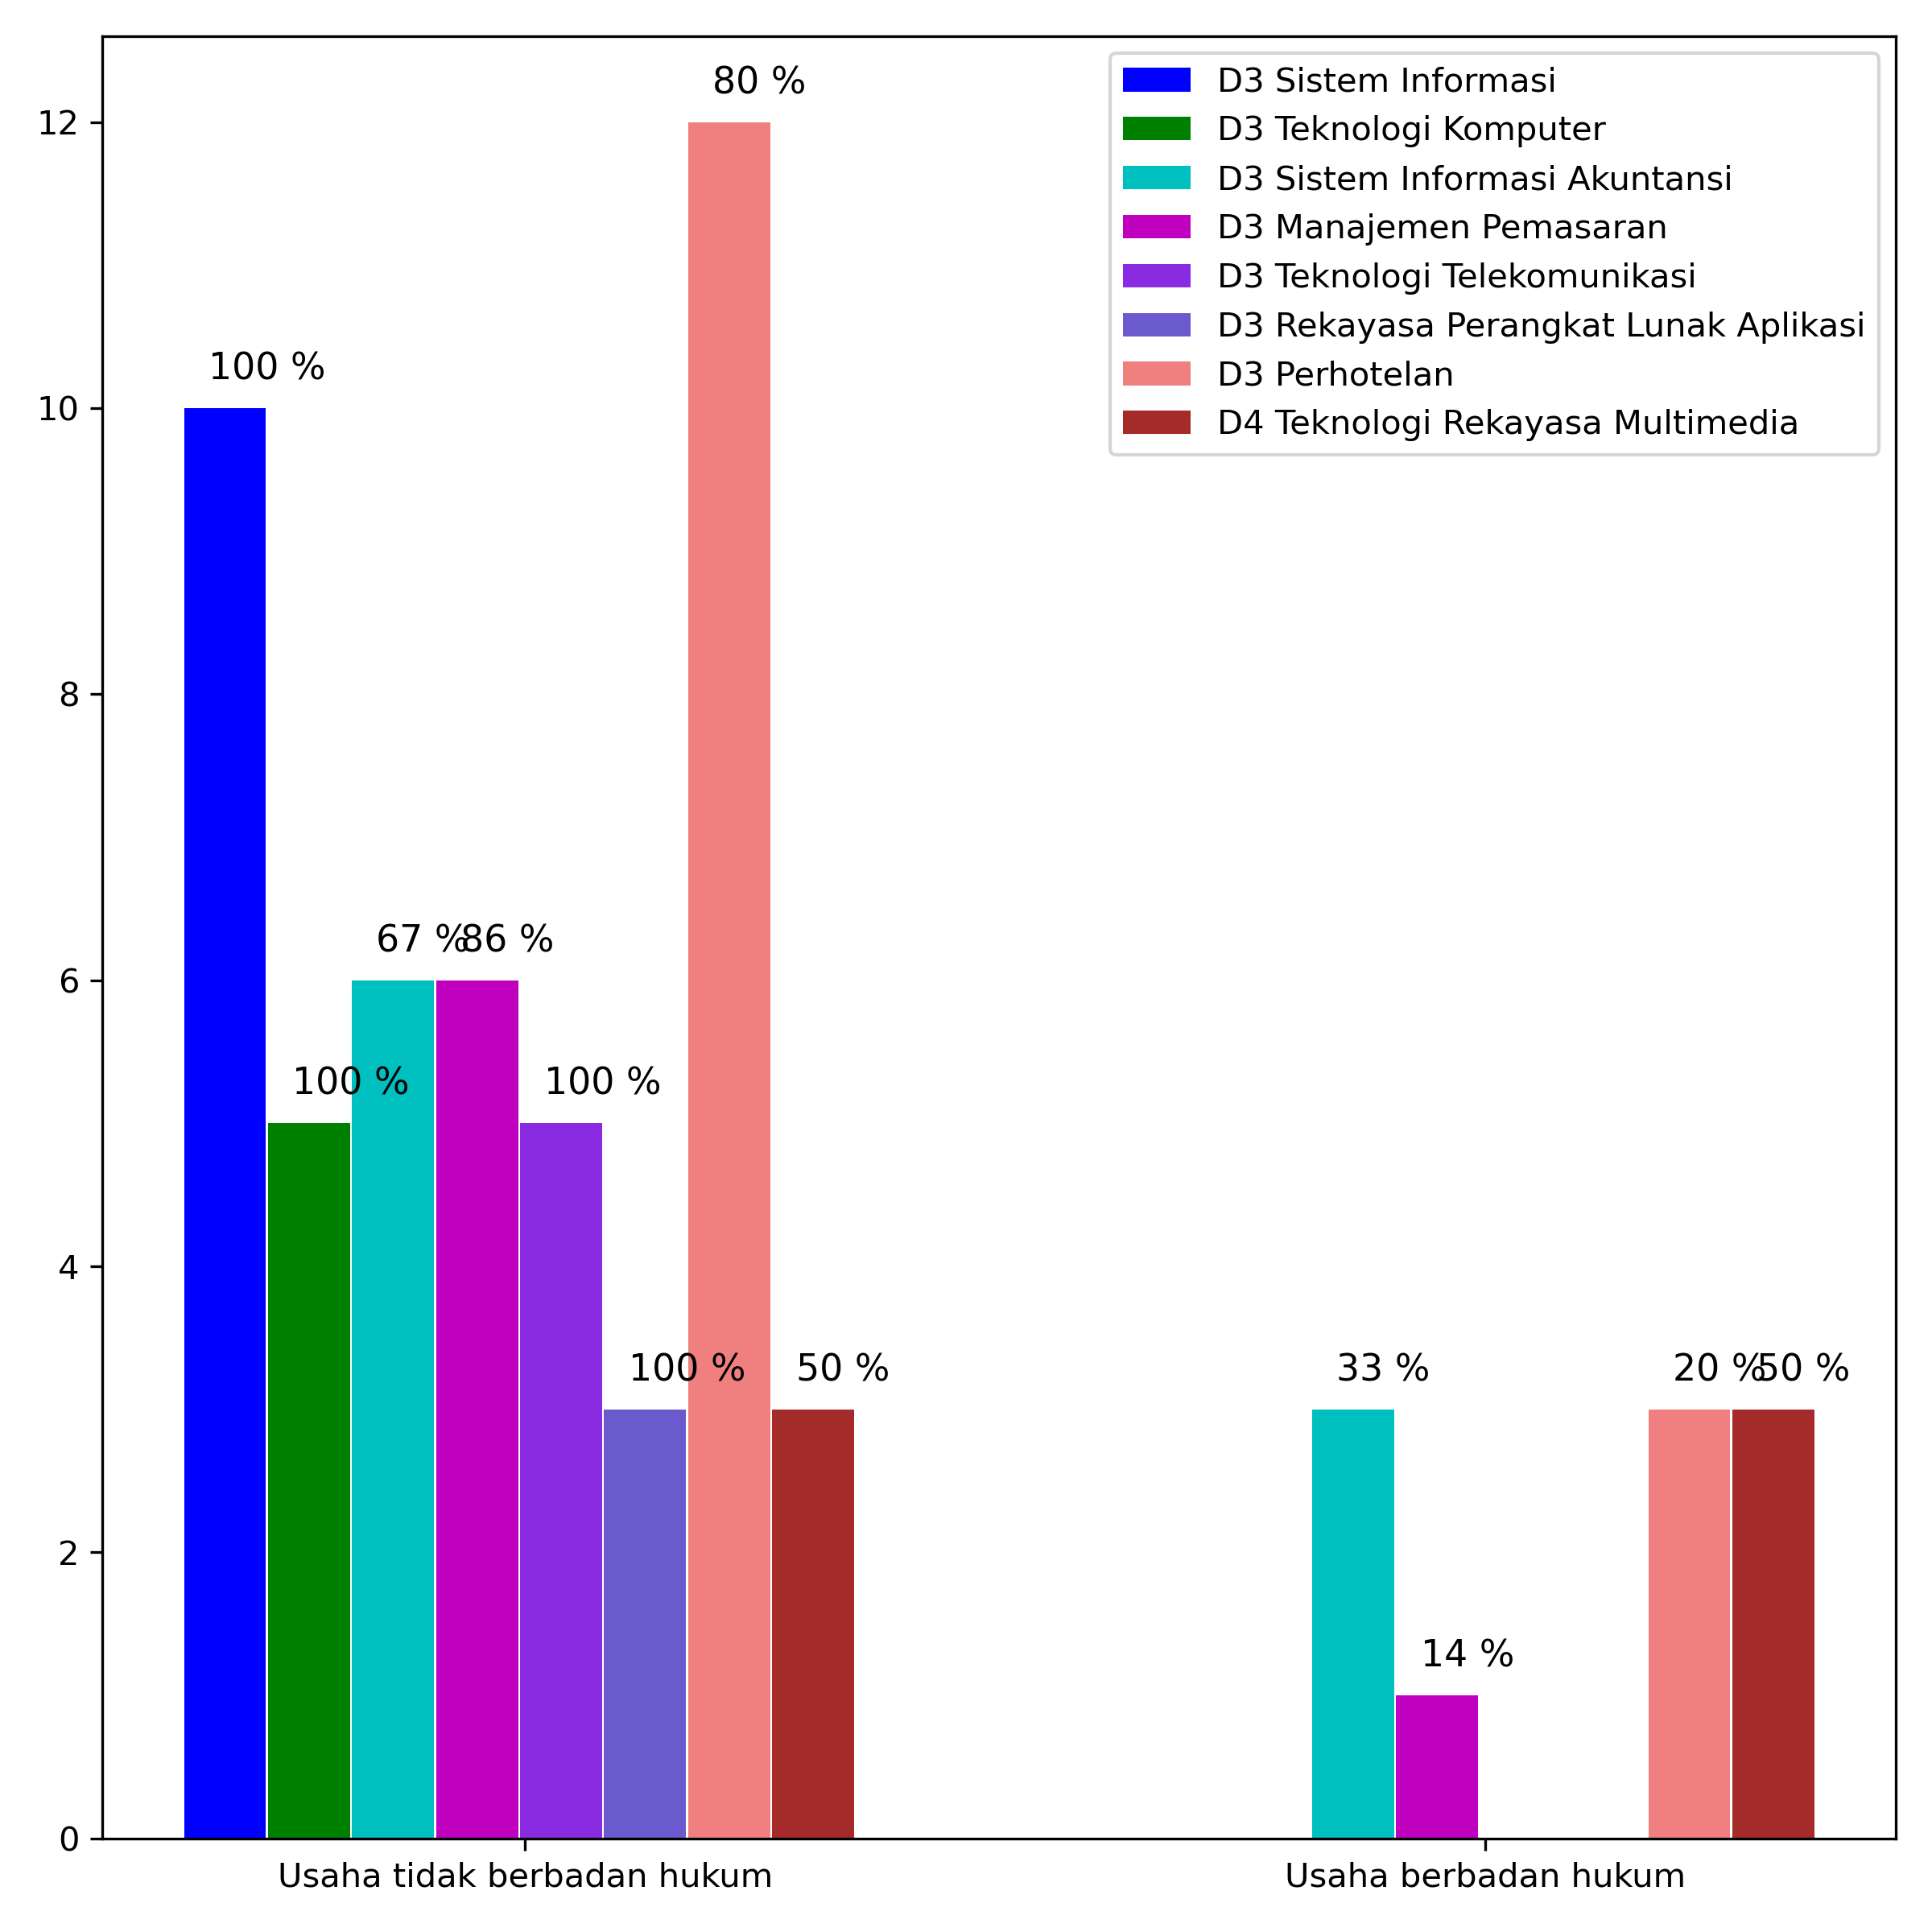 80 %
D3 Sistem Informasi
D3 Teknologi Komputer
D3 Sistem Informasi Akuntansi
D3 Manajemen Pemasaran
D3 Teknologi Telekomunikasi
D3 Rekayasa Perangkat Lunak Aplikasi
D3 Perhotelan
D4 Teknologi Rekayasa Multimedia
12
100 %
10
8
67 % 86 %
6
100 % 100 %
100 % 50 % 33 % 20 % 50 %
4
14 %
2
0
Usaha tidak berbadan hukum Usaha berbadan hukum